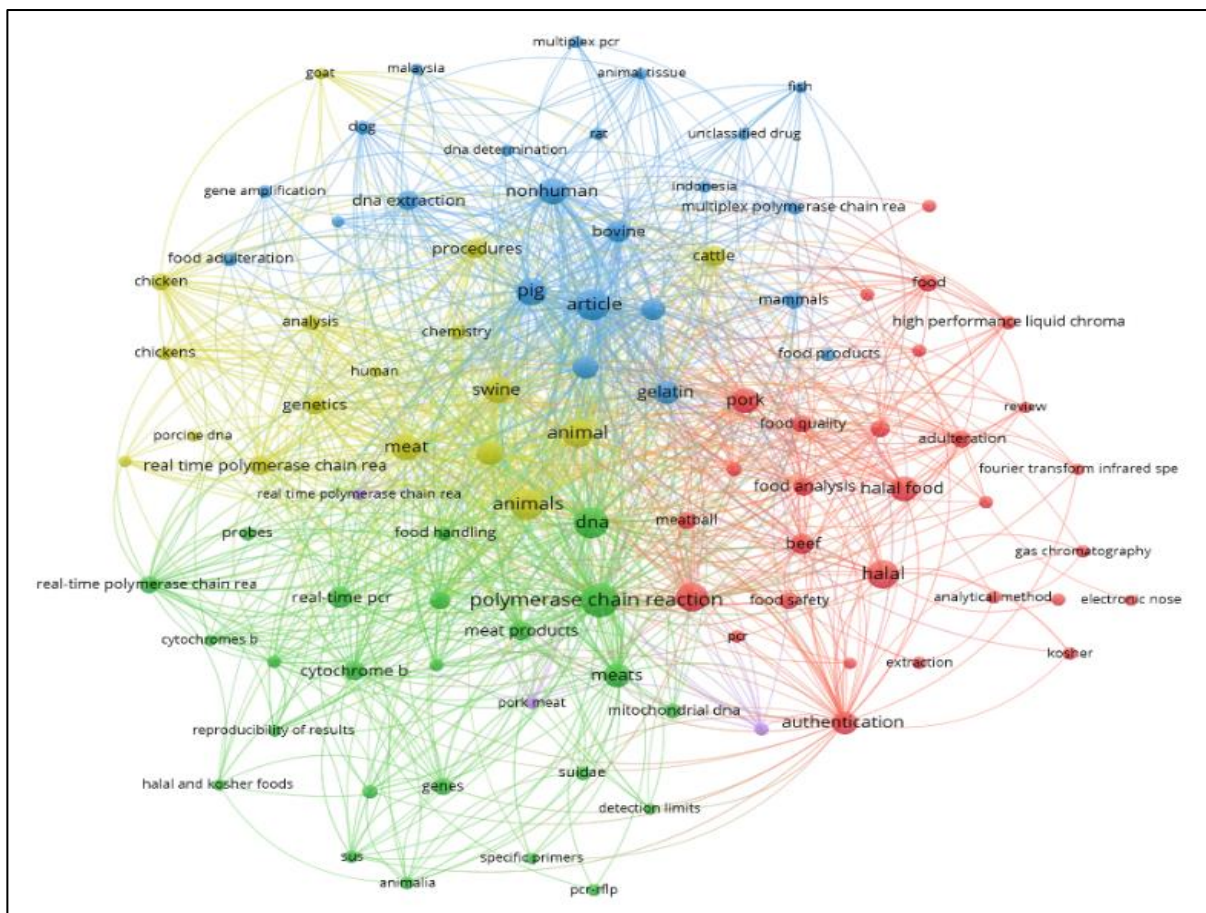 multiplex pcr
goat
malaysia
animal tissue
fish
dog
rat
unclassified drug
dna determination
gene amplification
dna extraction
nonhuman
indonesia
multiplex polymerase chain rea
bovine
procedures
cattle
food adulteration
chicken
food
pig
article
mammals
analysis
chemistry
high performance liquid chroma
chickens
food products
human
swine
gelatin
genetics
pork
review
food quality
porcine dna
meat
animal
adulteration
real time polymerase chain rea
fourier transform infrared spe
real time polymerase chain rea
food analysis
halal food
animals
probes
food handling
dna
meatball
beef
gas chromatography
real-time polymerase chain rea
halal
real-time pcr
polymerase chain reaction
food safety
analytical method
electronic nose
cytochromes b
meat products
pcr
kosher
cytochrome b
meats
extraction
pork meat
mitochondrial dna
authentication
reproducibility of results
halal and kosher foods
genes
suidae
detection limits
sus
specific primers
animalia
pcr-rflp